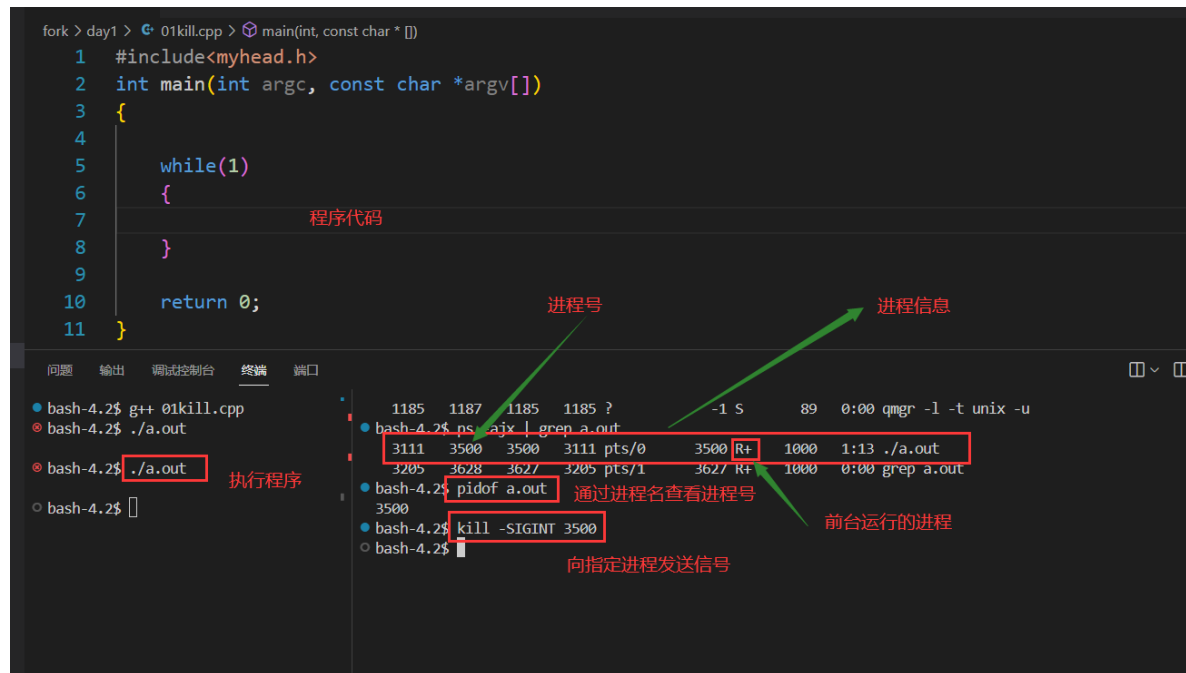 fork > day1 > 01kill.cpp > main(int, const char * [])
1 #include<myhead.h>
2 int main(int argc, const char *argv[])
3 {
4
5 while(1)
6 {
7 程序代码
8 }
9
10 return 0;
11 }
进程号
进程信息
问题 输出 调试控制台 终端 端口
bash-4.2$ g++ 01kill.cpp
bash-4.2$ ./a.out
bash-4.2$ ./a.out
执行程序
bash-4.2$
1185 1187 1185 1185 ? -1 S 89 0:00 qmgr -l -t unix -u
bash-4.2$ ps ajx | grep a.out
3111 3500 3500 3111 pts/0 3500 R+ 1000 1:13 ./a.out
3205 3628 3627 3205 pts/1 3627 R+ 1000 0:00 grep a.out
bash-4.2$ pidof a.out
通过进程名查看进程号
3500
前台运行的进程
bash-4.2$ kill -SIGINT 3500
bash-4.2$
向指定进程发送信号